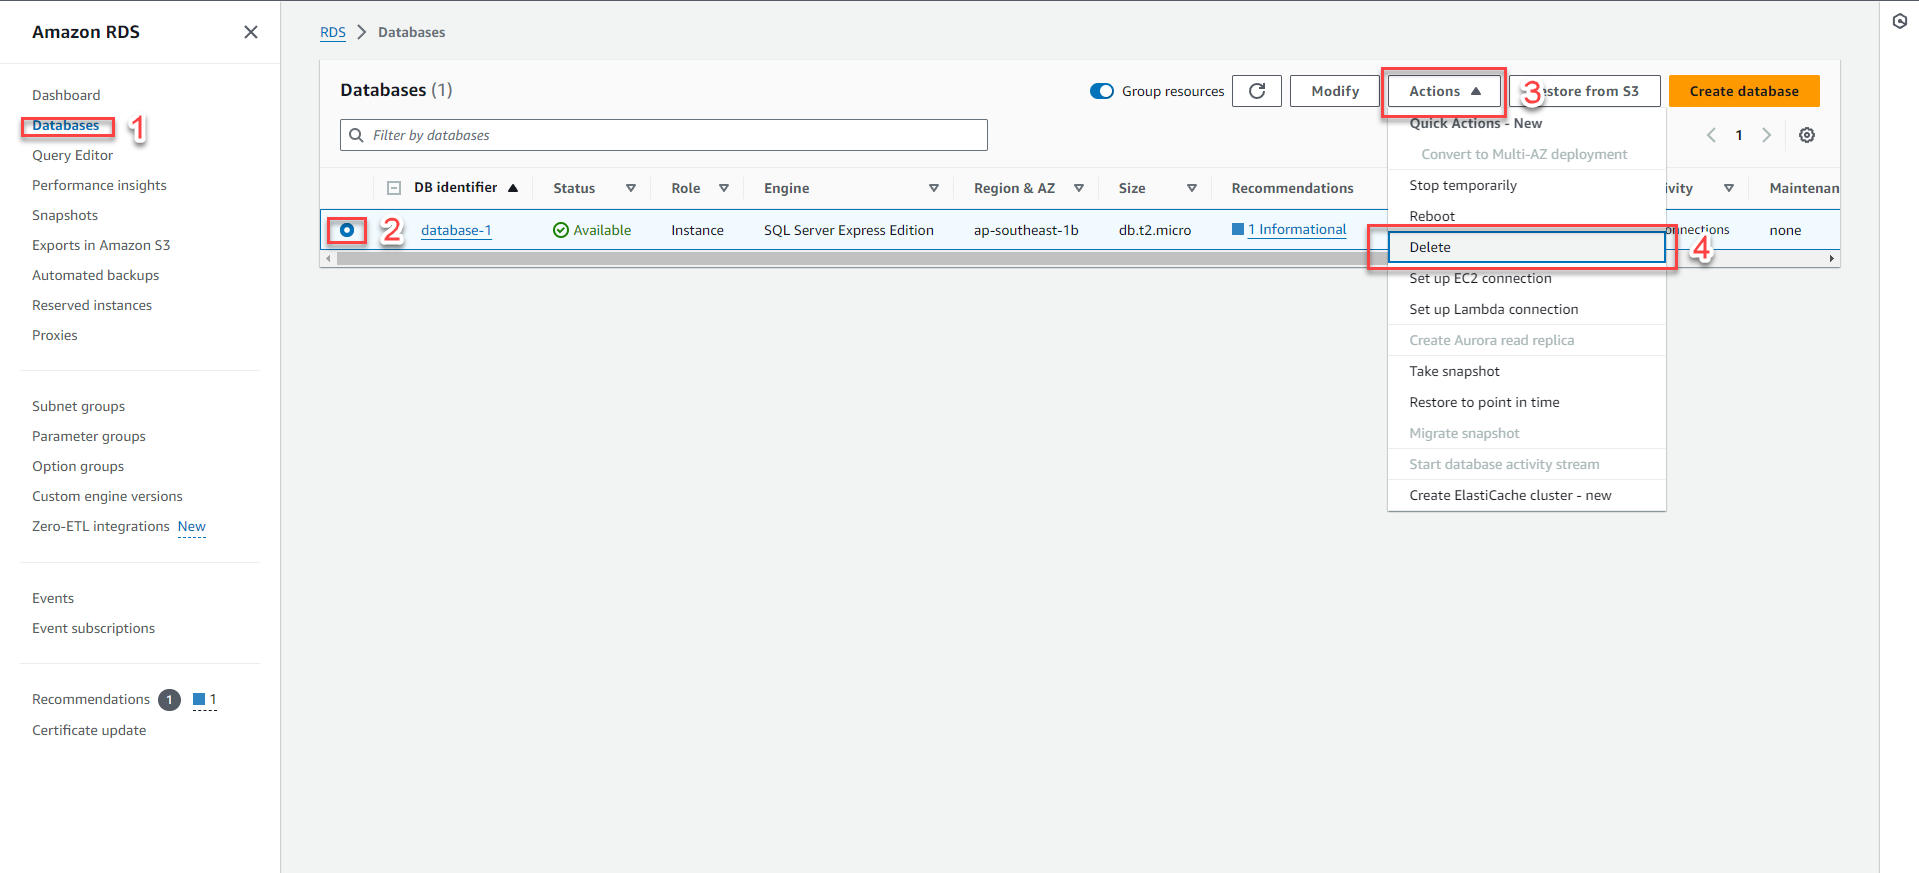 Amazon RDS
Dashboard
Databases
1
Query Editor
Performance insights
Snapshots
Exports in Amazon S3
Automated backups
Reserved instances
Proxies
Subnet groups
Parameter groups
Option groups
Custom engine versions
Zero-ETL integrations New
Events
Event subscriptions
Recommendations 1 1
Certificate update
RDS > Databases
Databases (1)
Group resources
Modify
Actions
3
estore from S3
Create database
Filter by databases
1
DB identifier Status Role Engine Region & AZ Size Recommendations ivity Maintenan
2 database-1 Available Instance SQL Server Express Edition ap-southeast-1b db.t2.micro 1 Informational onnections none
Quick Actions - New
Convert to Multi-AZ deployment
Stop temporarily
Reboot
Delete
4
Set up EC2 connection
Set up Lambda connection
Create Aurora read replica
Take snapshot
Restore to point in time
Migrate snapshot
Start database activity stream
Create ElastiCache cluster - new